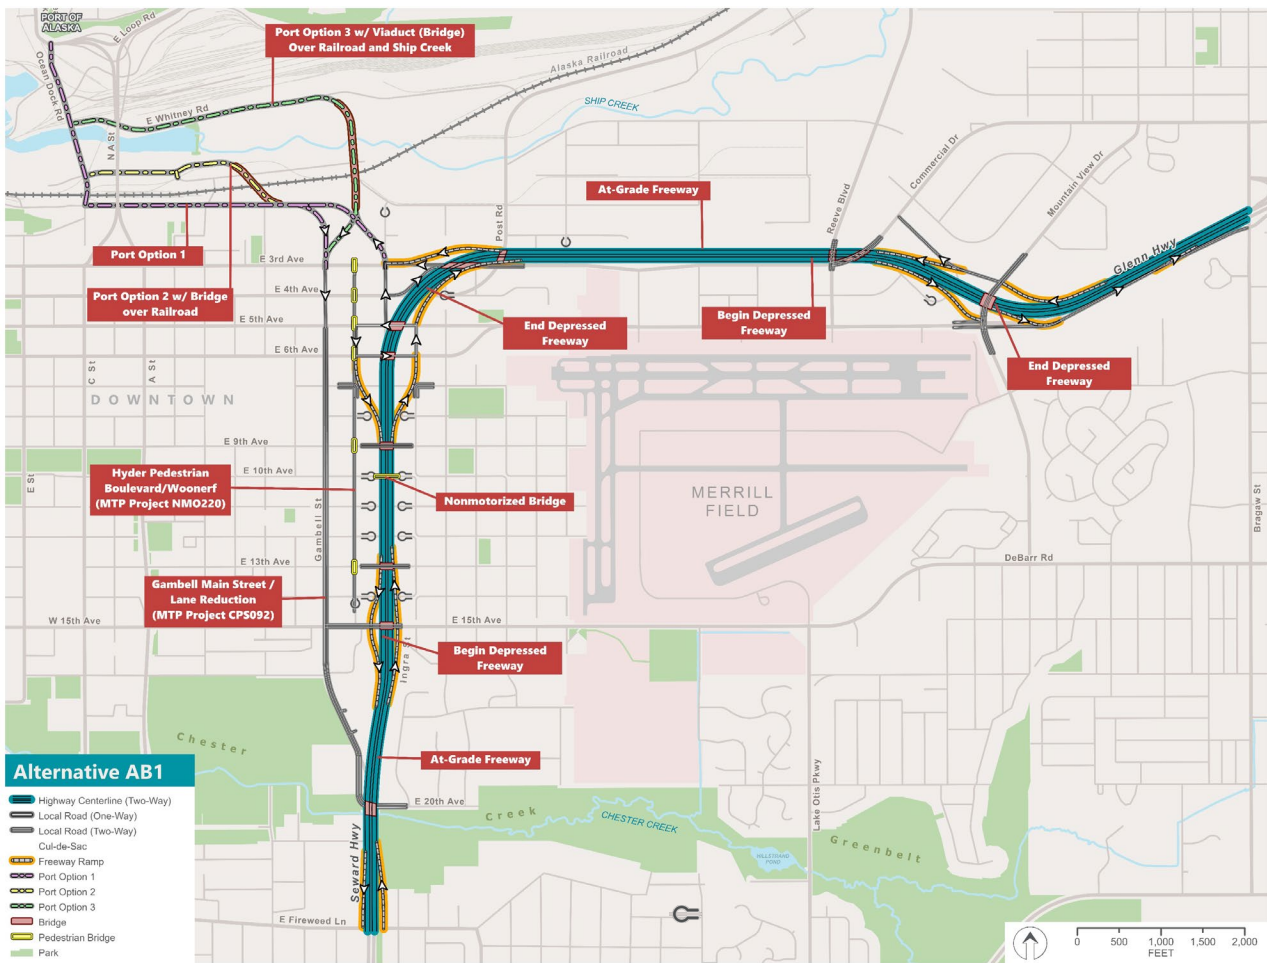 PORT OF
ALASKA
E Loop Rd
Ocean Dock Rd
Port Option 3 w/ Viaduct (Bridge)
Over Railroad and Ship Creek
Alaska Railroad
SHIP CREEK
E Whitney Rd
N A St
Commercial Dr
Mountain View Dr
Reeve Blvd
Post Rd
At-Grade Freeway
Port Option 1
E 3rd Ave
Glenn Hwy
Port Option 2 w/ Bridge
over Railroad
E 4th Ave
E 5th Ave
E 6th Ave
End Depressed
Freeway
Begin Depressed
Freeway
End Depressed
Freeway
C St
A St
DOWNTOWN
E 9th Ave
E 10th Ave
E St
Hyder Pedestrian
Boulevard/Woonerf
(MTP Project NMO220)
Nonmotorized Bridge
MERRILL
FIELD
Gambell St
Bragaw St
E 13th Ave
DeBarr Rd
Gambell Main Street /
Lane Reduction
(MTP Project CPS092)
W 15th Ave
E 15th Ave
Begin Depressed
Freeway
Ingra St
Chester
At-Grade Freeway
E 20th Ave
Creek
CHESTER CREEK
Lake Otis Pkwy
Greenbelt
HILLSTRAND
POND
Seward Hwy
E Fireweed Ln
Alternative AB1
Highway Centerline (Two-Way)
Local Road (One-Way)
Local Road (Two-Way)
Cul-de-Sac
Freeway Ramp
Port Option 1
Port Option 2
Port Option 3
Bridge
Pedestrian Bridge
Park
0 500 1,000 1,500 2,000
FEET